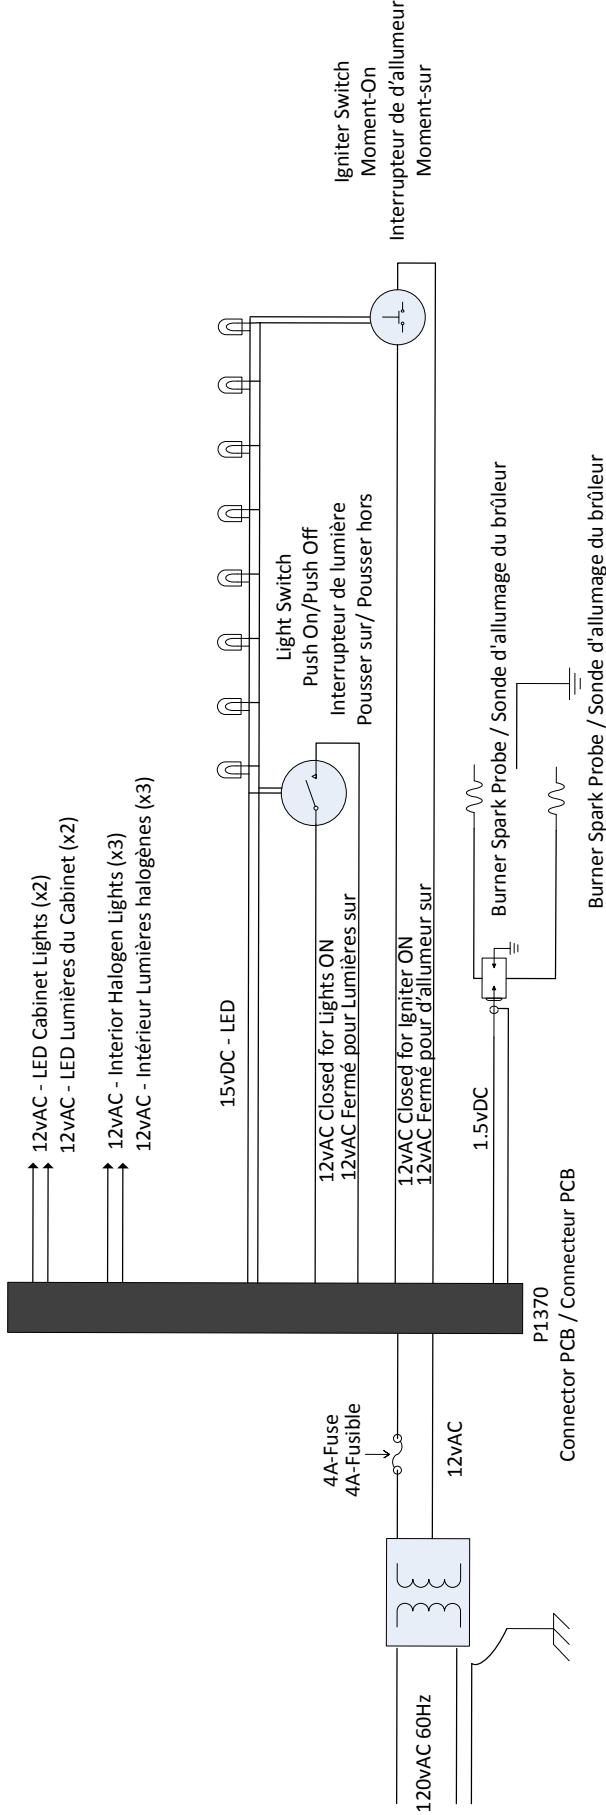 Igniter Switch
Moment-On
Interrupteur de d'allumeur
Moment-sur
Light Switch
Push On/Push Off
Interrupteur de lumière
Pousser sur/ Pousser hors
12vAC - LED Cabinet Lights (x2)
12vAC - LED Lumières du Cabinet (x2)
12vAC - Interior Halogen Lights (x3)
12vAC - Intérieur Lumières halogènes (x3)
15vDC - LED
12vAC Closed for Lights ON
12vAC Fermé pour Lumières sur
12vAC Closed for Igniter ON
12vAC Fermé pour d'allumeur sur
1.5vDC
Burner Spark Probe / Sonde d'allumage du brûleur
Burner Spark Probe / Sonde d'allumage du brûleur
P1370
Connector PCB / Connecteur PCB
4A-Fuse
4A-Fusible
12vAC
120vAC 60Hz